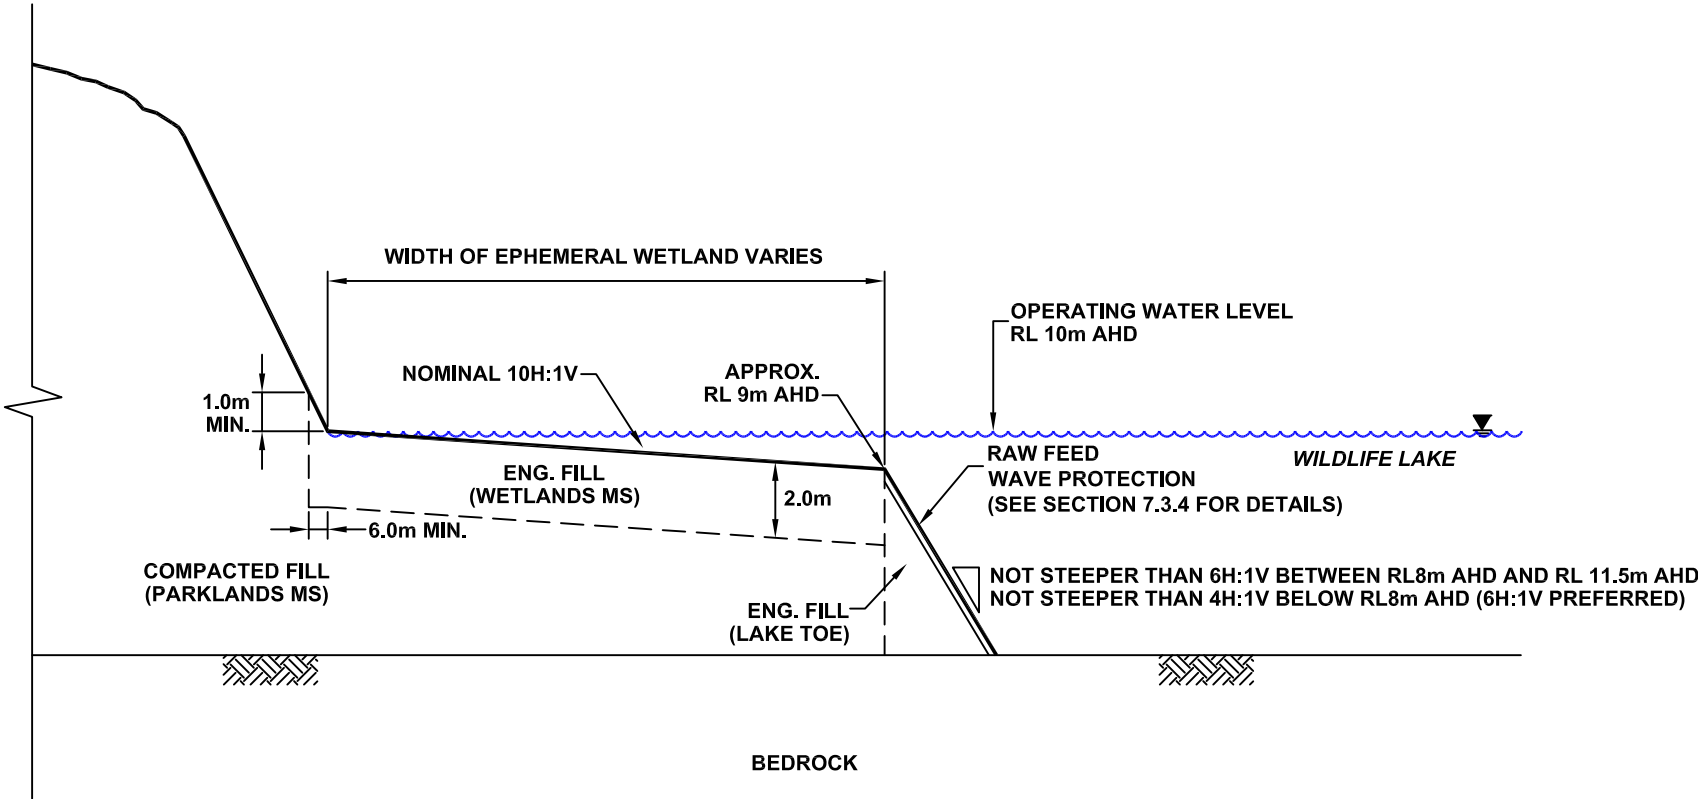 WIDTH OF EPHEMERAL WETLAND VARIES
OPERATING WATER LEVEL
RL 10m AHD
NOMINAL 10H:1V
APPROX.
RL 9m AHD
1.0m
MIN.
RAW FEED
WAVE PROTECTION
(SEE SECTION 7.3.4 FOR DETAILS)
WILDLIFE LAKE
ENG. FILL
(WETLANDS MS)
2.0m
6.0m MIN.
COMPACTED FILL
(PARKLANDS MS)
ENG. FILL
(LAKE TOE)
NOT STEEPER THAN 6H:1V BETWEEN RL8m AHD AND RL 11.5m AHD
NOT STEEPER THAN 4H:1V BELOW RL8m AHD (6H:1V PREFERRED)
BEDROCK